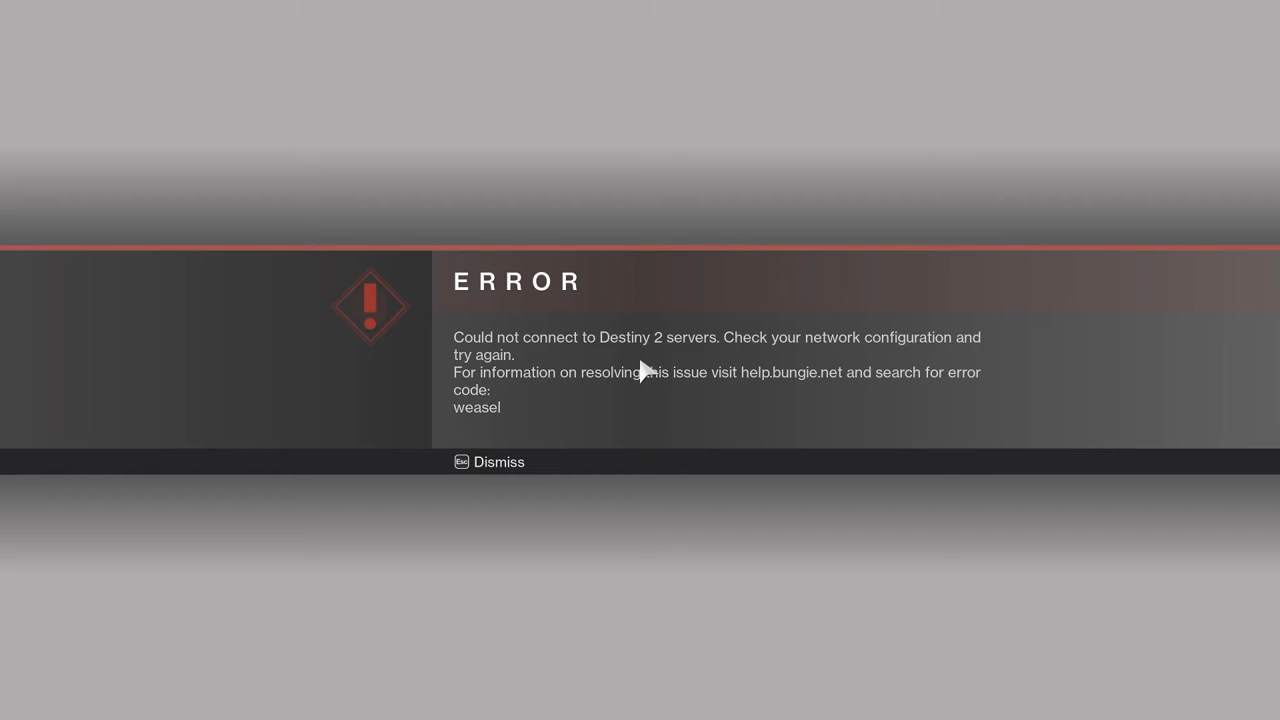 ERROR
Could not connect to Destiny 2 servers. Check your network configuration and
try again.
For information on resolving this issue visit help.bungie.net and search for error
code:
weasel
Esc Dismiss